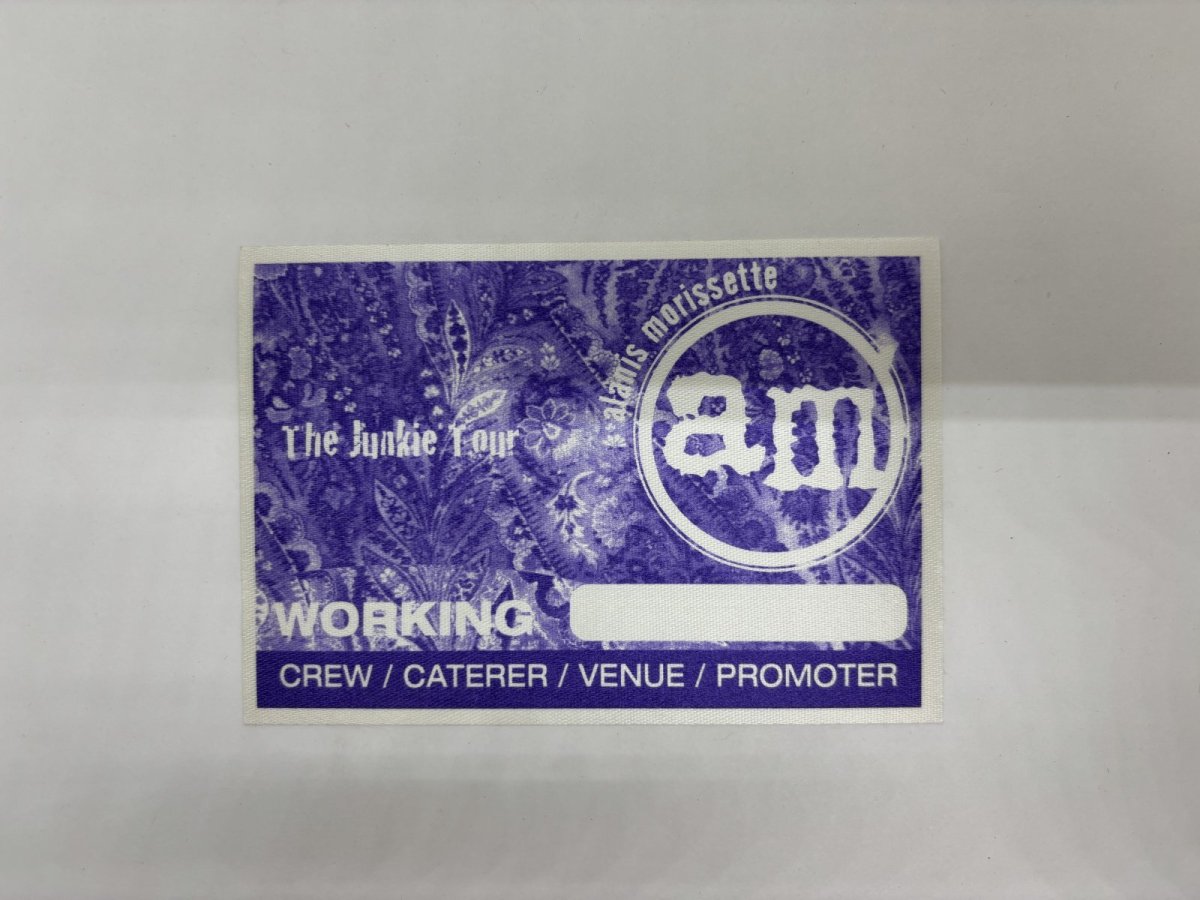 alanis morissette
am
The Junkie Tour
WORKING
CREW / CATERER / VENUE / PROMOTER